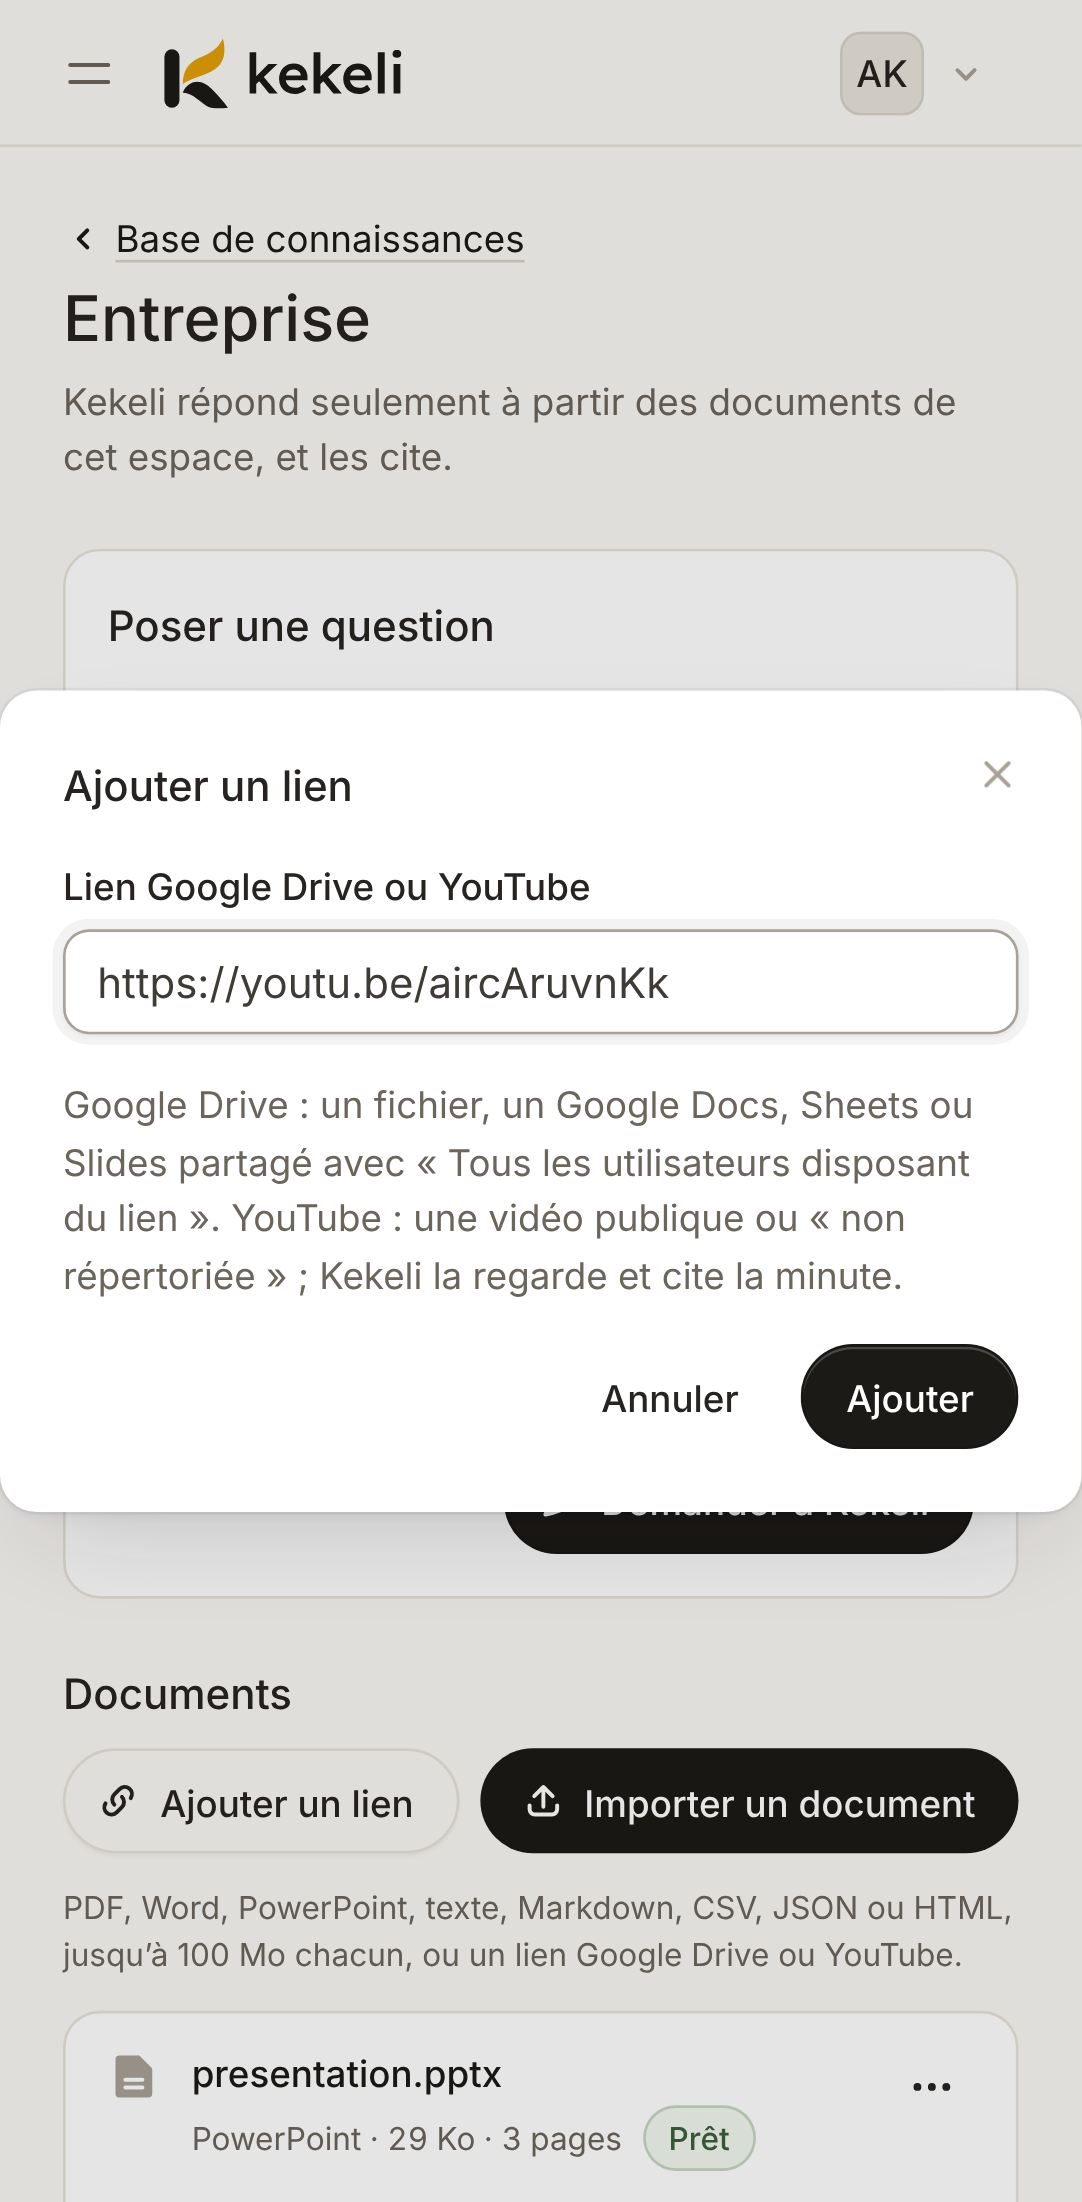 kekeli
AK
Base de connaissances
Entreprise
Kekeli répond seulement à partir des documents de
cet espace, et les cite.
Poser une question
Ajouter un lien
Lien Google Drive ou YouTube
https://youtu.be/aircAruvnKk
Google Drive : un fichier, un Google Docs, Sheets ou
Slides partagé avec « Tous les utilisateurs disposant
du lien ». YouTube : une vidéo publique ou « non
répertoriée » ; Kekeli la regarde et cite la minute.
Annuler
Ajouter
Demander à Kekeli
Documents
Ajouter un lien
Importer un document
PDF, Word, PowerPoint, texte, Markdown, CSV, JSON ou HTML,
jusqu’à 100 Mo chacun, ou un lien Google Drive ou YouTube.
presentation.pptx
PowerPoint · 29 Ko · 3 pages
Prêt